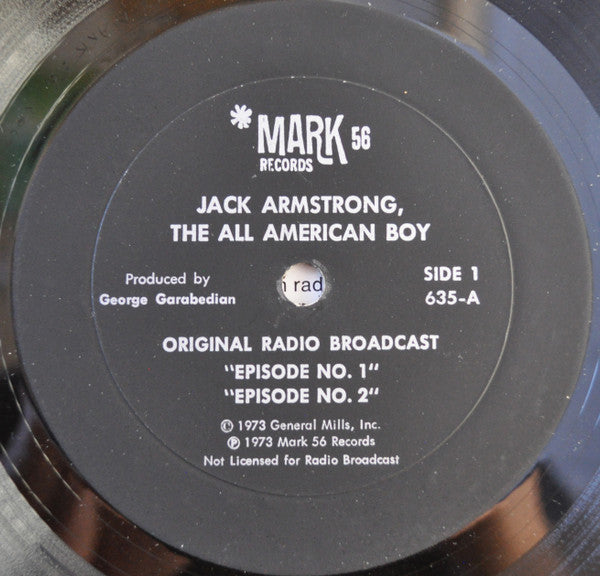 *MARK 56
RECORDS
JACK ARMSTRONG,
THE ALL AMERICAN BOY
Produced by
George Garabedian
rad
SIDE 1
635-A
ORIGINAL RADIO BROADCAST
"EPISODE NO. 1"
"EPISODE NO. 2"
© 1973 General Mills, Inc.
℗ 1973 Mark 56 Records
Not Licensed for Radio Broadcast